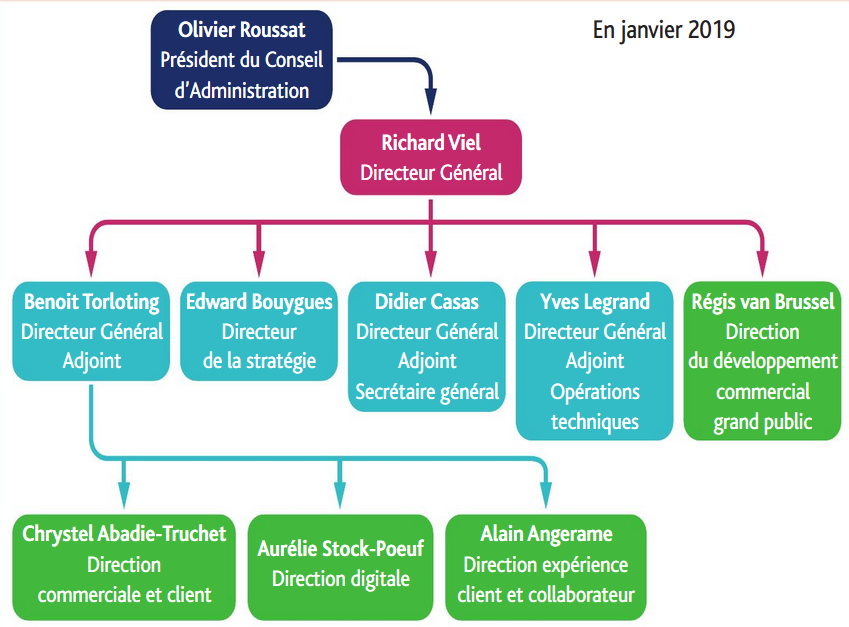 En janvier 2019
Olivier Roussat
Président du Conseil
d'Administration
Richard Viel
Directeur Général
Benoit Torloting
Directeur Général
Adjoint
Edward Bouygues
Directeur
de la stratégie
Didier Casas
Directeur Général
Adjoint
Secrétaire général
Yves Legrand
Directeur Général
Adjoint
Opérations
techniques
Régis van Brussel
Direction
du développement
commercial
grand public
Chrystel Abadie-Truchet
Direction
commerciale et client
Aurélie Stock-Poeuf
Direction digitale
Alain Angerame
Direction expérience
client et collaborateur